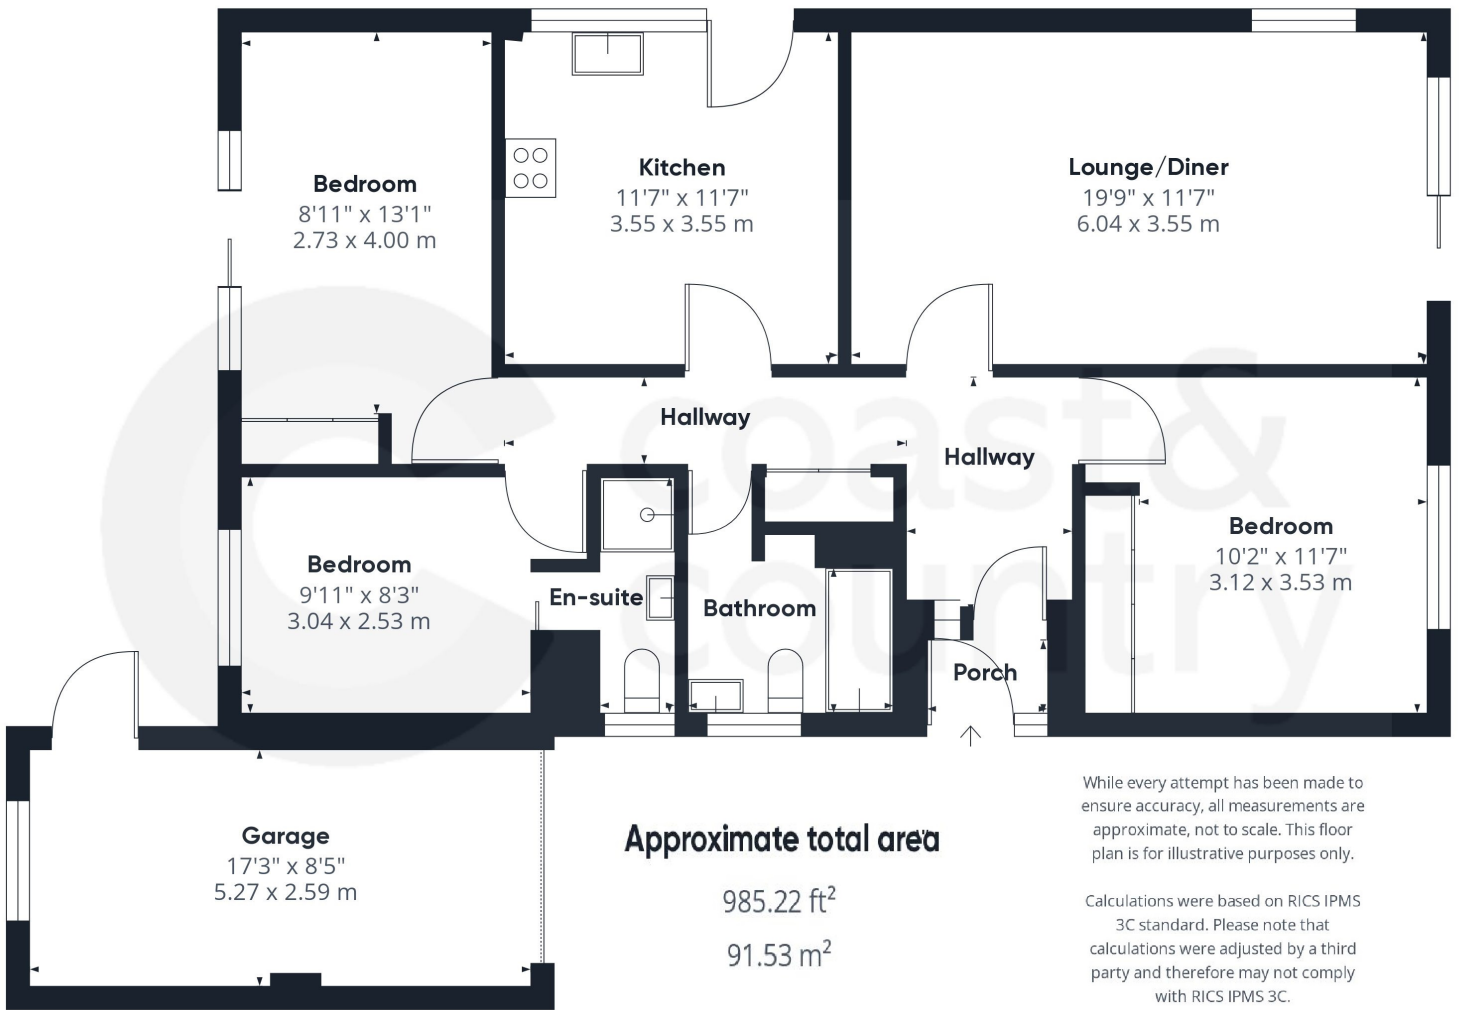 Bedroom
8'11" x 13'1"
2.73 x 4.00 m
Kitchen
11'7" x 11'7"
3.55 x 3.55 m
Lounge/Diner
19'9" x 11'7"
6.04 x 3.55 m
Hallway
Hallway
Bedroom
9'11" x 8'3"
3.04 x 2.53 m
En-suite
Bathroom
Porch
Bedroom
10'2" x 11'7"
3.12 x 3.53 m
coast&
country
Garage
17'3" x 8'5"
5.27 x 2.59 m
Approximate total area
985.22 ft²
91.53 m²
While every attempt has been made to
ensure accuracy, all measurements are
approximate, not to scale. This floor
plan is for illustrative purposes only.
Calculations were based on RICS IPMS
3C standard. Please note that
calculations were adjusted by a third
party and therefore may not comply
with RICS IPMS 3C.